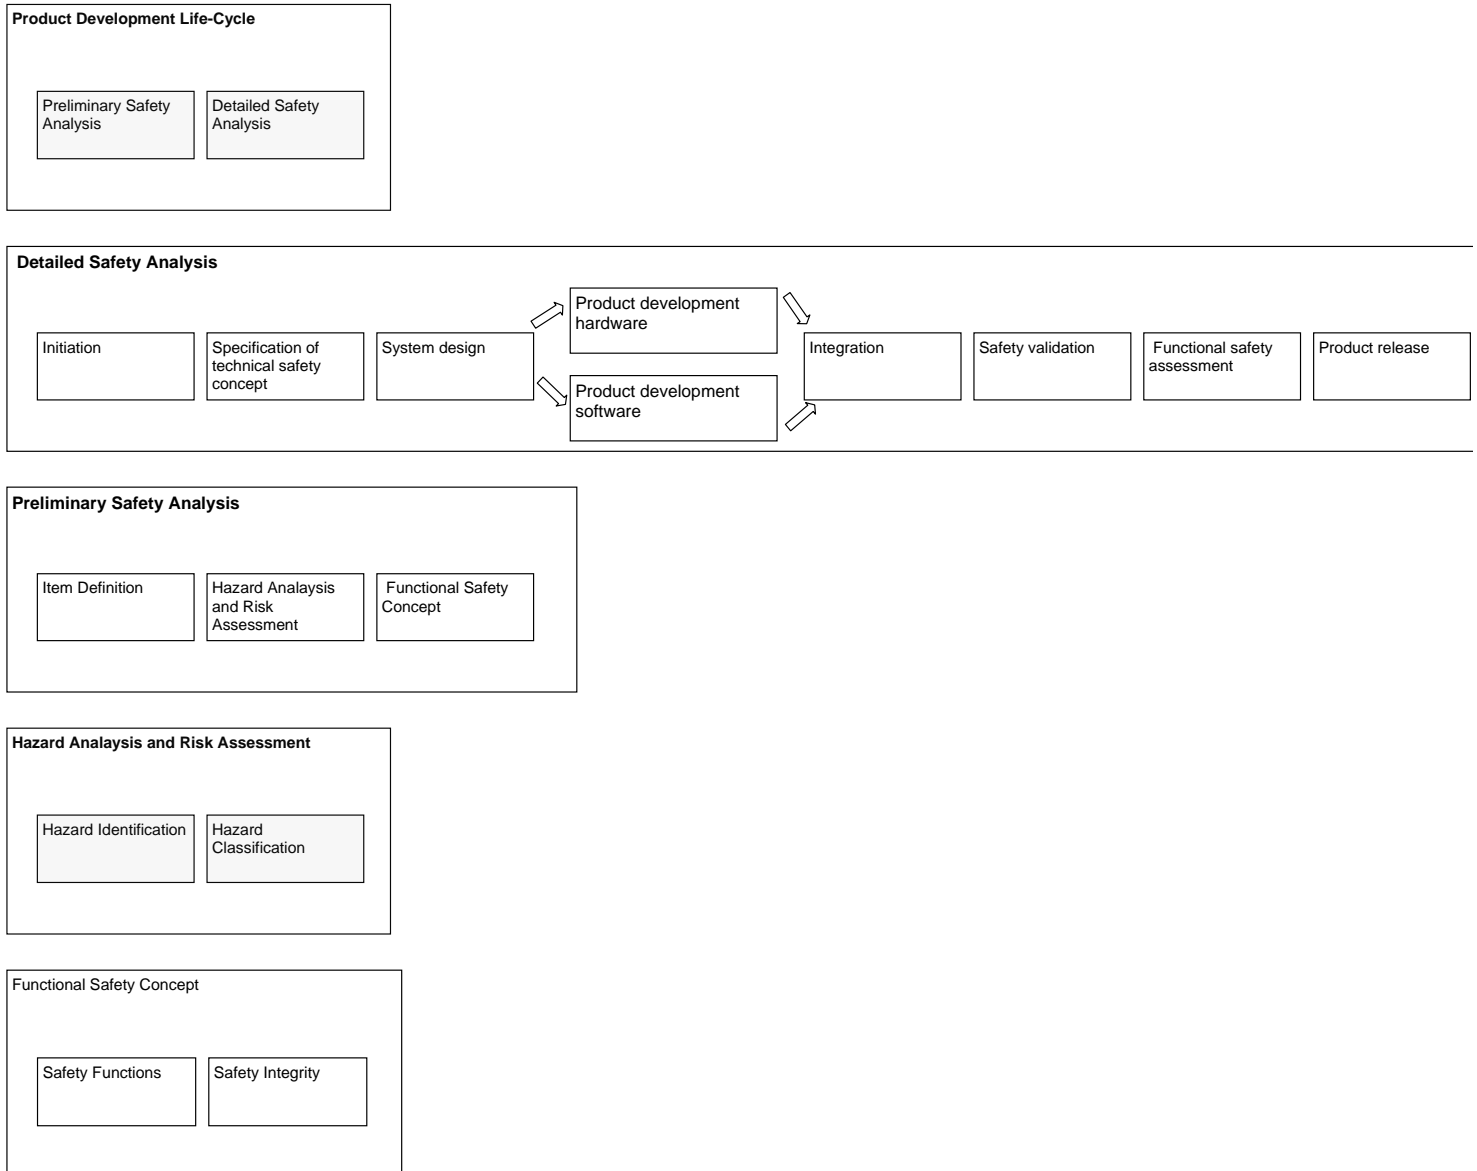 Product Development Life-Cycle
Preliminary Safety
Analysis
Detailed Safety
Analysis
Detailed Safety Analysis
Initiation
Specification of
technical safety
concept
System design
Product development
hardware
Product development
software
Integration
Safety validation
Functional safety
assessment
Product release
Preliminary Safety Analysis
Item Definition
Hazard Analaysis
and Risk
Assessment
Functional Safety
Concept
Hazard Analaysis and Risk Assessment
Hazard Identification
Hazard
Classification
Functional Safety Concept
Safety Functions
Safety Integrity